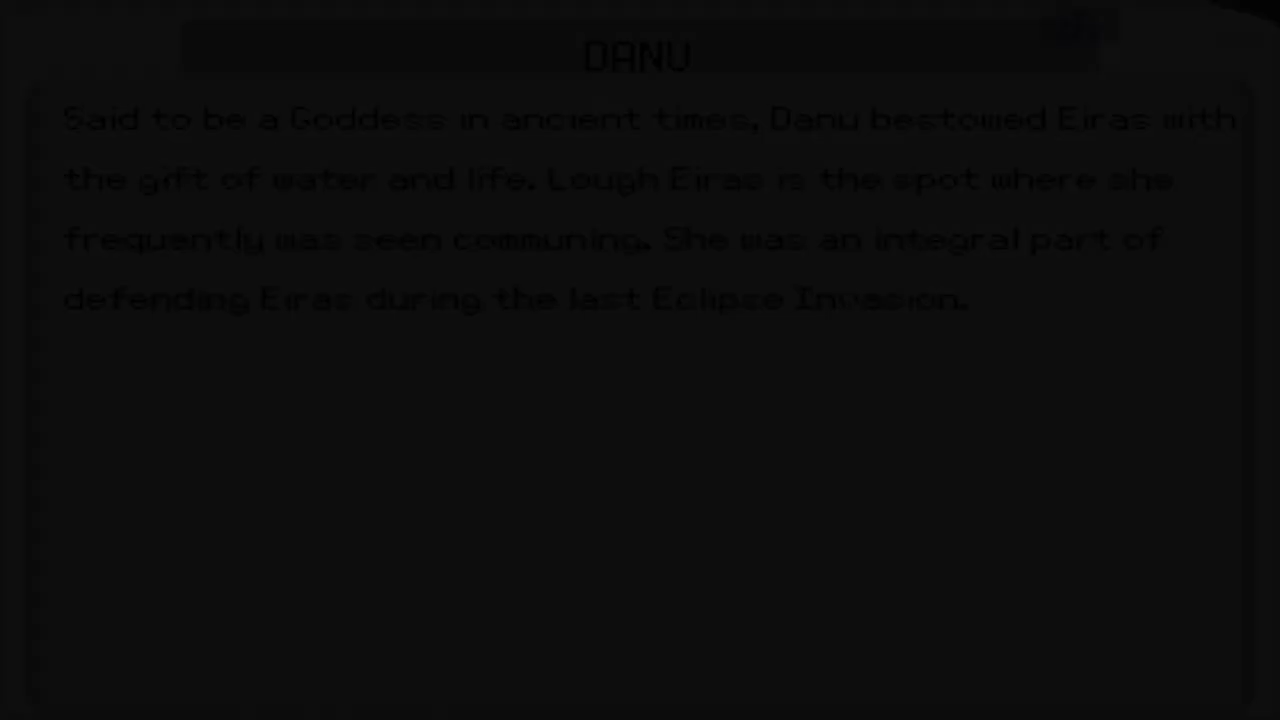 DANU
Said to be a Goddess in ancient times, Danu bestowed Eiras with
the gift of water and life. Lough Eiras is the spot where she
frequently was seen communing. She was an integral part of
defending Eiras during the last Eclipse Invasion.